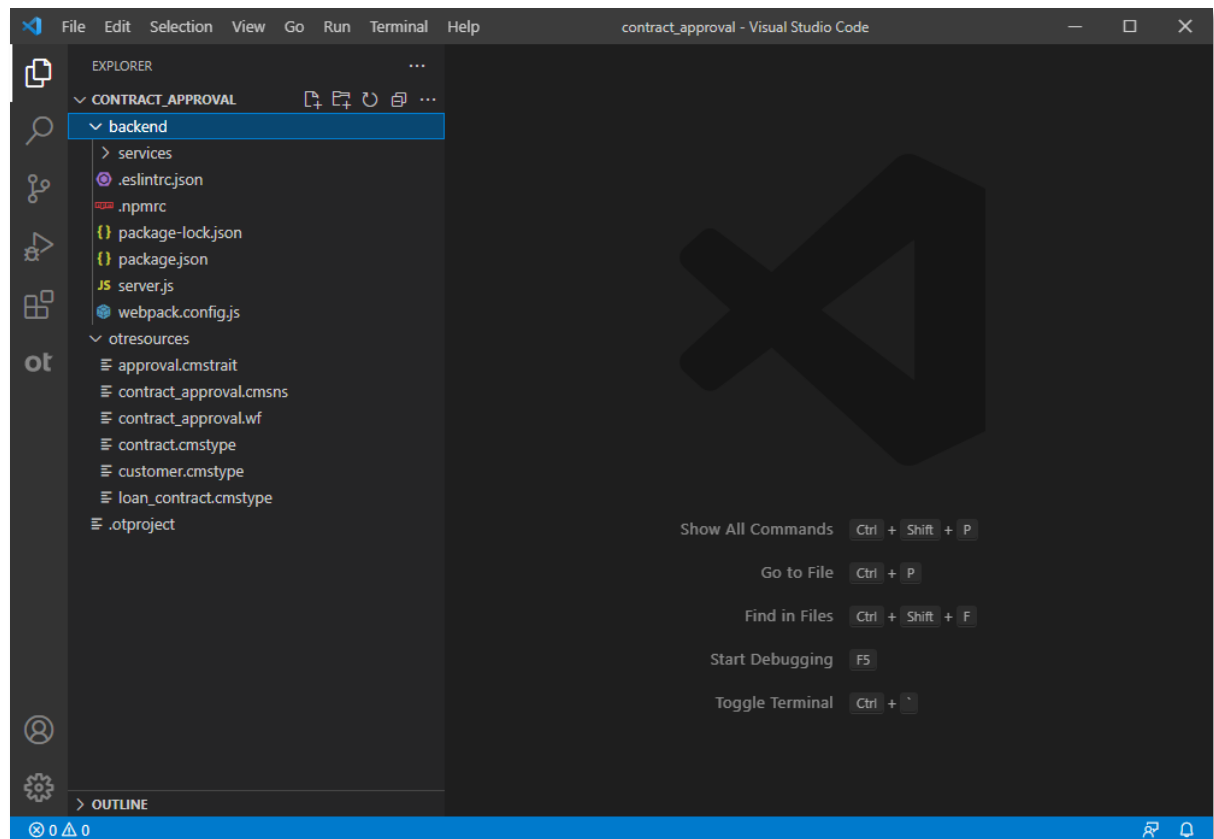 File Edit Selection View Go Run Terminal Help contract_approval - Visual Studio Code
EXPLORER
CONTRACT_APPROVAL
backend
services
.eslintrc.json
npm .npmrc
{} package-lock.json
{} package.json
JS server.js
webpack.config.js
otresources
approval.cmstrait
contract_approval.cmsns
contract_approval.wf
contract.cmstype
customer.cmstype
loan_contract.cmstype
.otproject
ot
Show All Commands Ctrl + Shift + P
Go to File Ctrl + P
Find in Files Ctrl + Shift + F
Start Debugging F5
Toggle Terminal Ctrl + `
OUTLINE
0 0